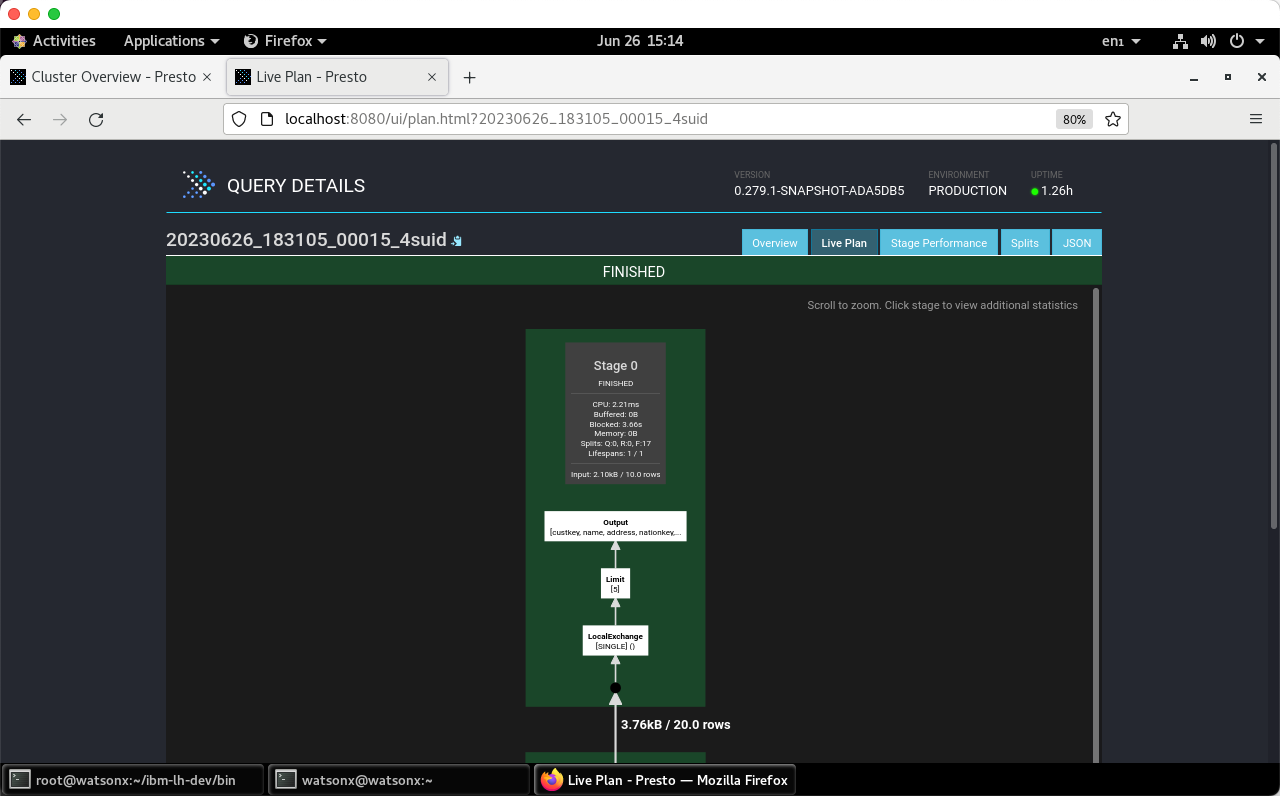 Activities Applications Firefox Jun 26 15:14 en1
Cluster Overview - Presto Live Plan - Presto
localhost:8080/ui/plan.html?20230626_183105_00015_4suid 80%
QUERY DETAILS
VERSION ENVIRONMENT UPTIME
0.279.1-SNAPSHOT-ADA5DB5 PRODUCTION 1.26h
20230626_183105_00015_4suid
Overview Live Plan Stage Performance Splits JSON
FINISHED
Scroll to zoom. Click stage to view additional statistics
Stage 0
FINISHED
CPU: 2.21ms
Buffered: 0B
Blocked: 3.66s
Memory: 0B
Splits: Q:0, R:0, F:17
Lifespans: 1 / 1
Input: 2.10kB / 10.0 rows
Output
[custkey, name, address, nationkey,...
Limit
[5]
LocalExchange
[SINGLE] ()
3.76kB / 20.0 rows
root@watsonx:~/ibm-lh-dev/bin watsonx@watsonx:~ Live Plan - Presto — Mozilla Firefox